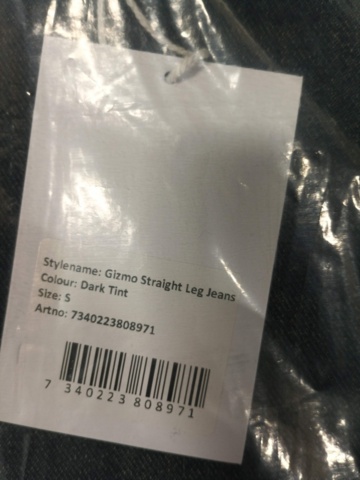 Stylename: Gizmo Straight Leg Jeans
Colour: Dark Tint
Size: S
Artno: 7340223808971
7 340223 808971